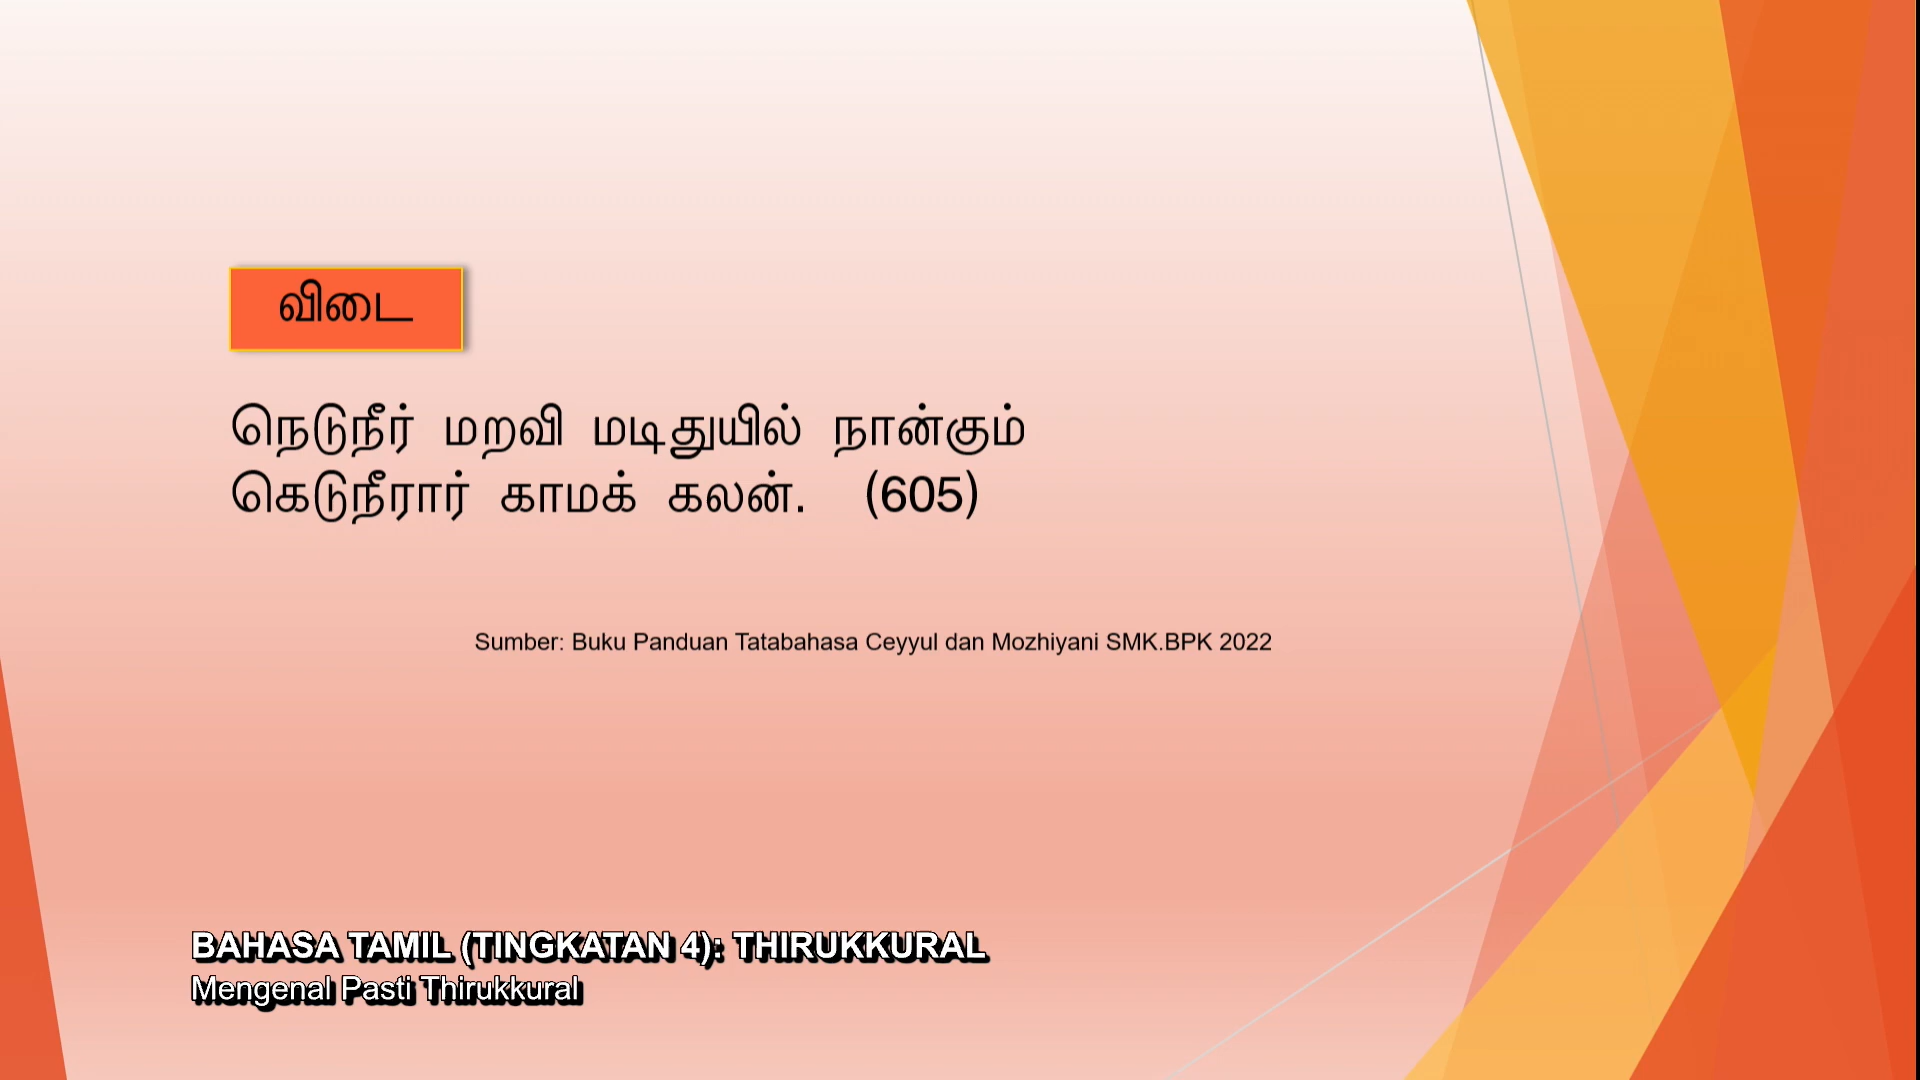 விடை
நெடுநீர் மறவி மடிதுயில் நான்கும்
கெடுநீரார் காமக் கலன். (605)
Sumber: Buku Panduan Tatabahasa Ceyyul dan Mozhiyani SMK.BPK 2022
BAHASA TAMIL (TINGKATAN 4): THIRUKKURAL
Mengenal Pasti Thirukkural